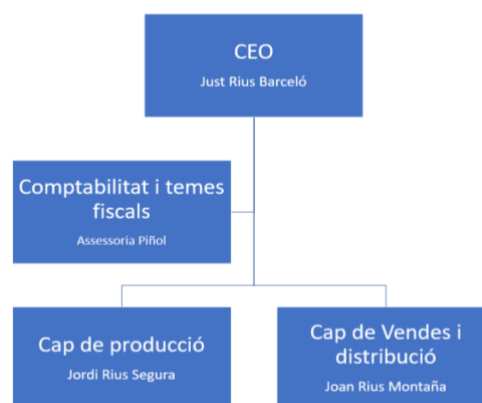 CEO
Just Rius Barceló
Comptabilitat i temes
fiscals
Assessoria Piñol
Cap de producció
Jordi Rius Segura
Cap de Vendes i
distribució
Joan Rius Montaña